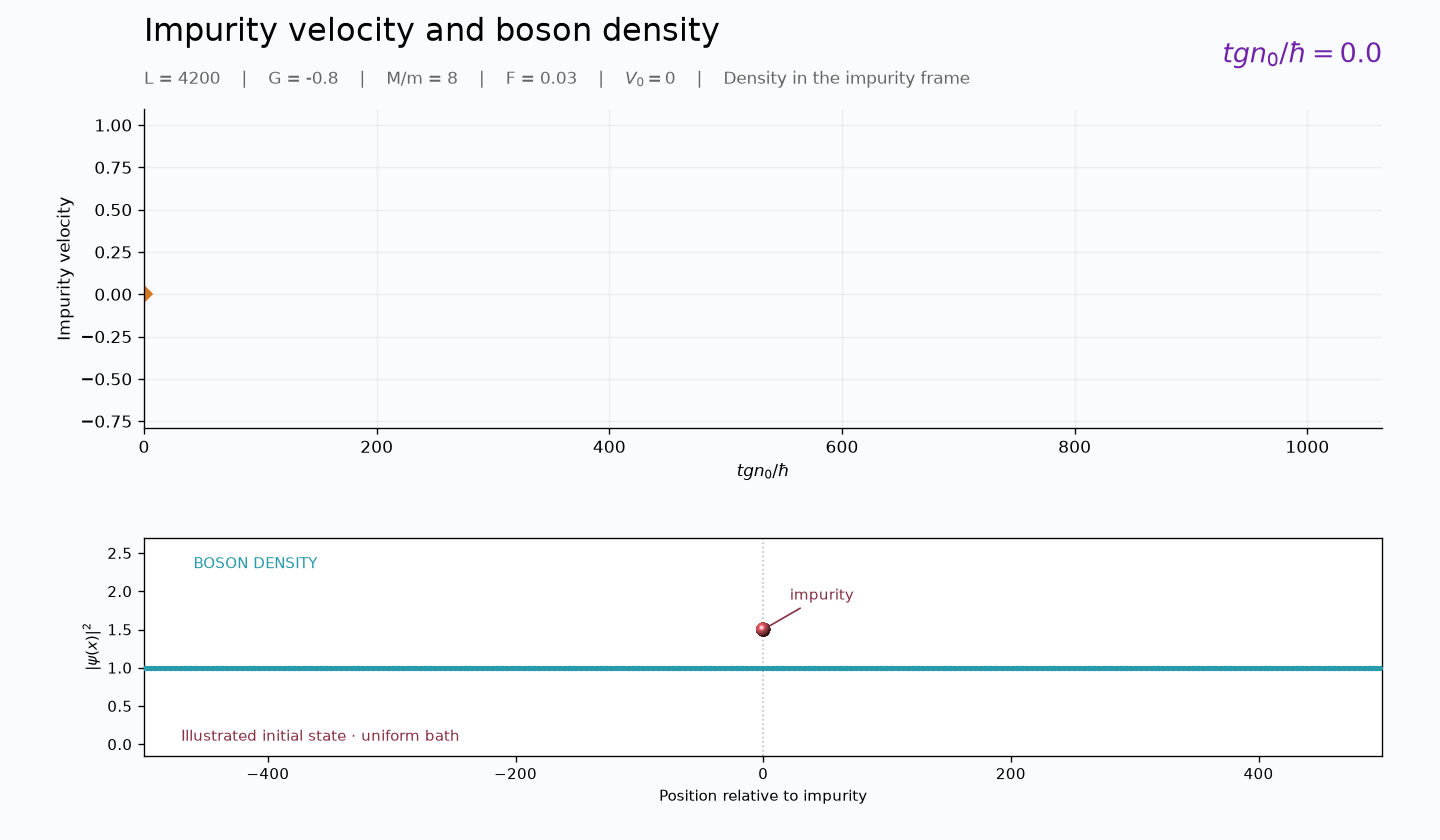 Impurity velocity and boson density
tgn₀/ħ = 0.0
L = 4200 | G = -0.8 | M/m = 8 | F = 0.03 | V₀ = 0 | Density in the impurity frame
Impurity velocity
1.00
0.75
0.50
0.25
0.00
−0.25
−0.50
−0.75
0 200 400 600 800 1000
tgn₀/ħ
|ψ(x)|²
2.5
2.0
1.5
1.0
0.5
0.0
BOSON DENSITY
impurity
Illustrated initial state · uniform bath
−400 −200 0 200 400
Position relative to impurity